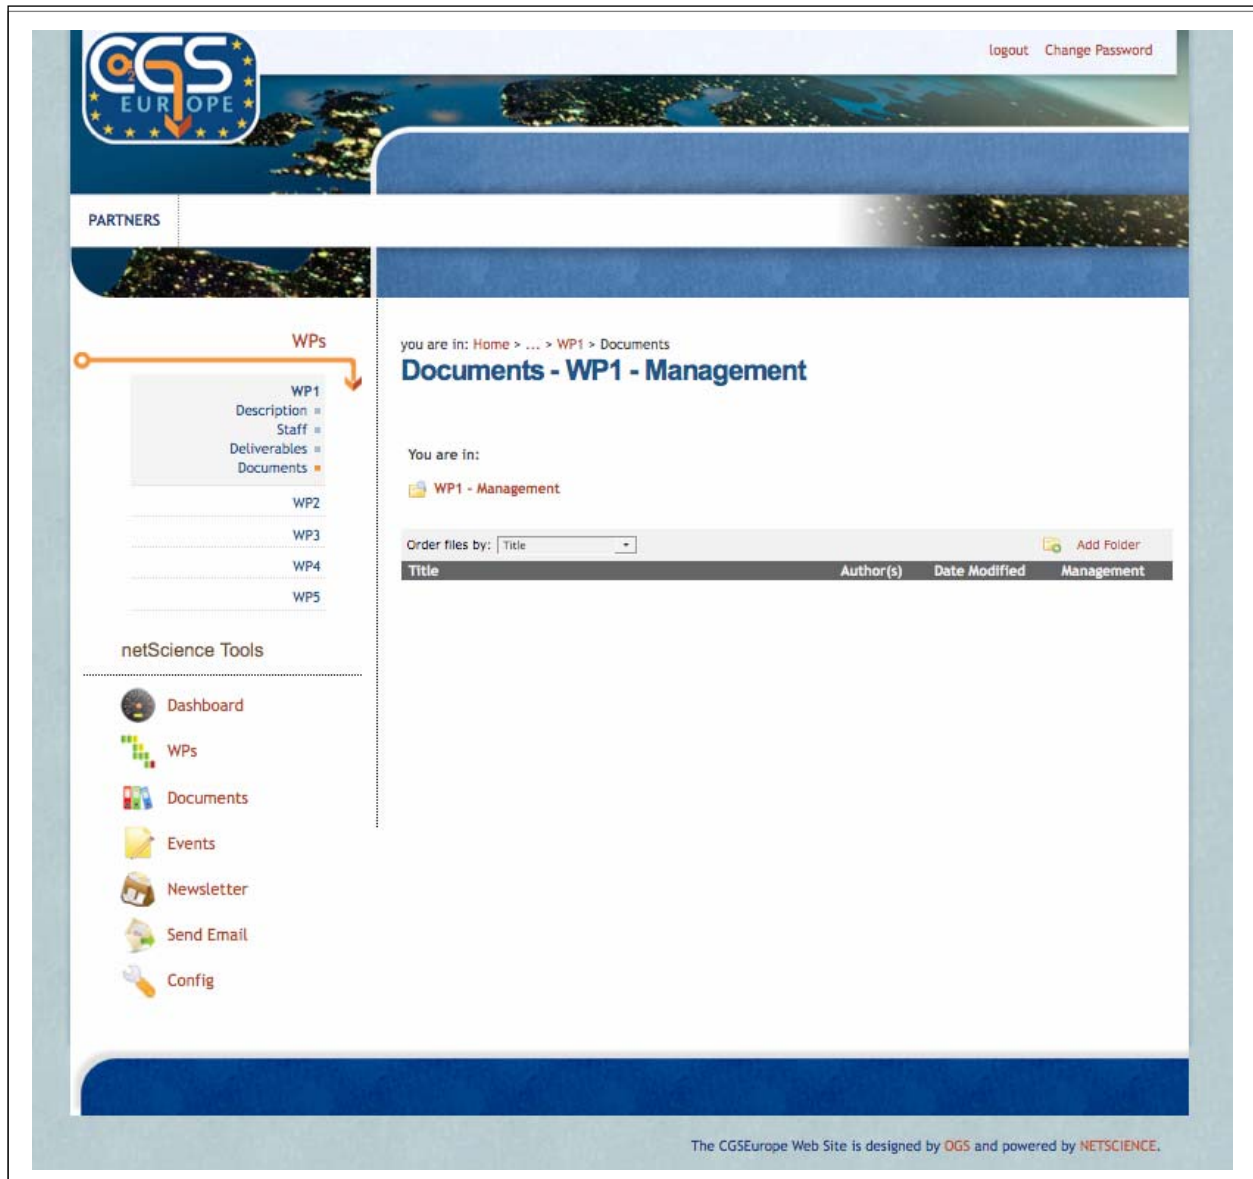 CO2GS
EUROPE
logout Change Password
PARTNERS
WPs
WP1
Description
Staff
Deliverables
Documents
WP2
WP3
WP4
WP5
netScience Tools
Dashboard
WPs
Documents
Events
Newsletter
Send Email
Config
you are in: Home > ... > WP1 > Documents
Documents - WP1 - Management
You are in:
WP1 - Management
Order files by: Title Add Folder
Title Author(s) Date Modified Management
The CGSEurope Web Site is designed by OGS and powered by NETSCIENCE.